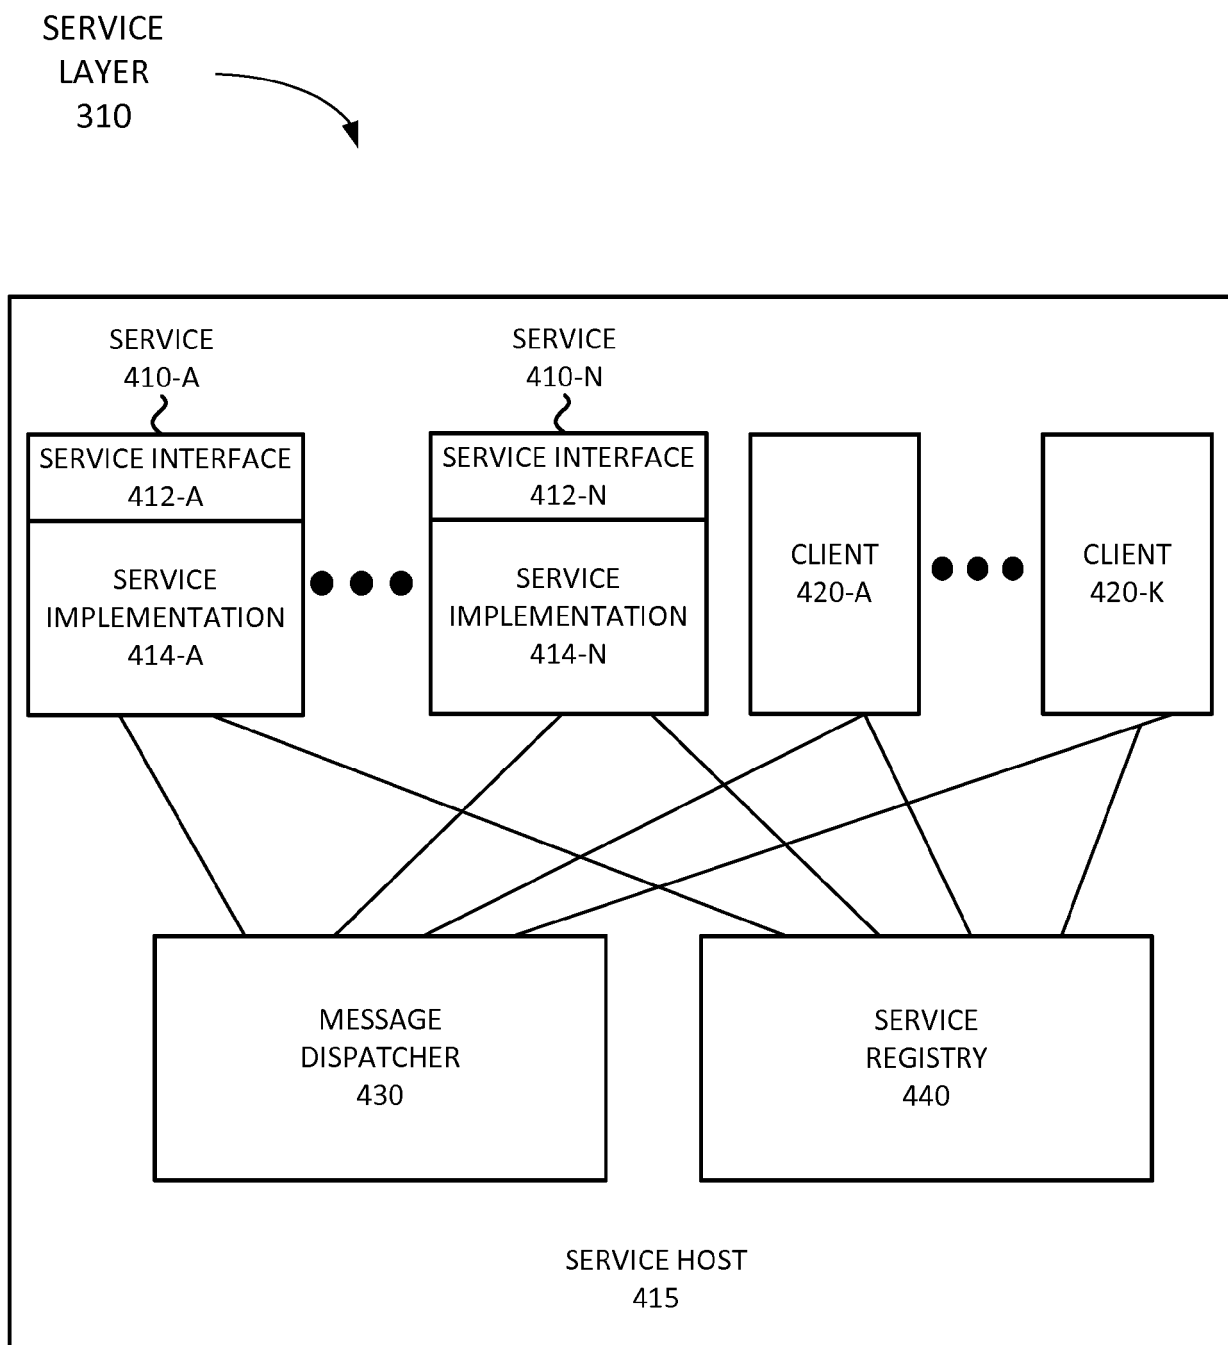 SERVICE
LAYER
310
SERVICE
410-A
SERVICE
410-N
SERVICE INTERFACE
412-A
SERVICE INTERFACE
412-N
SERVICE
IMPLEMENTATION
414-A
SERVICE
IMPLEMENTATION
414-N
CLIENT
420-A
CLIENT
420-K
MESSAGE
DISPATCHER
430
SERVICE
REGISTRY
440
SERVICE HOST
415